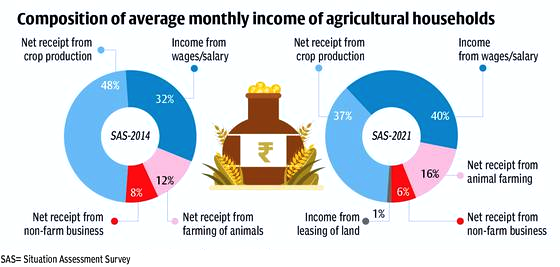 Composition of average monthly income of agricultural households
Net receipt from
crop production
Income from
wages/salary
48%
32%
SAS-2014
12%
8%
Net receipt from
non-farm business
Net receipt from
farming of animals
₹
Net receipt from
crop production
Income
from wages/salary
37%
40%
SAS-2021
16%
6%
1%
Net receipt from
animal farming
Income from
leasing of land
Net receipt from
non-farm business
SAS= Situation Assessment Survey